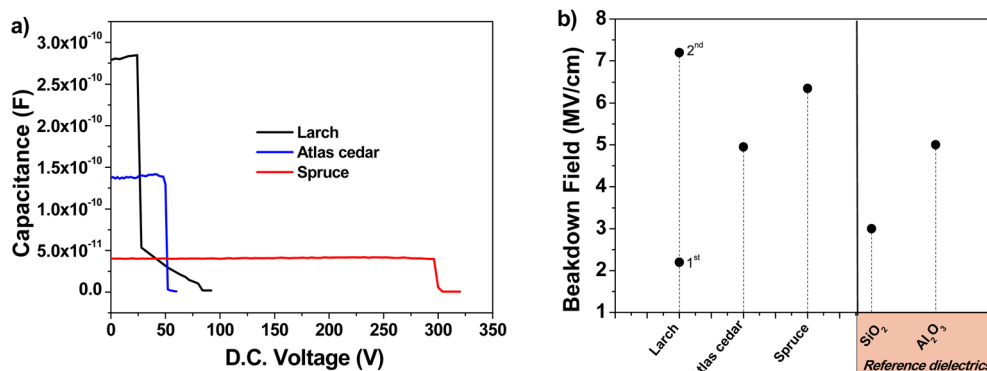 a)
Capacitance (F)
3.0x10⁻¹⁰
2.5x10⁻¹⁰
2.0x10⁻¹⁰
1.5x10⁻¹⁰
1.0x10⁻¹⁰
5.0x10⁻¹¹
0.0
Larch
Atlas cedar
Spruce
0 50 100 150 200 250 300 350
D.C. Voltage (V)
b)
Beakdown Field (MV/cm)
8
7
6
5
4
3
2
1
2nd
1st
Larch
Atlas cedar
Spruce
SiO₂
Al₂O₃
Reference dielectrics